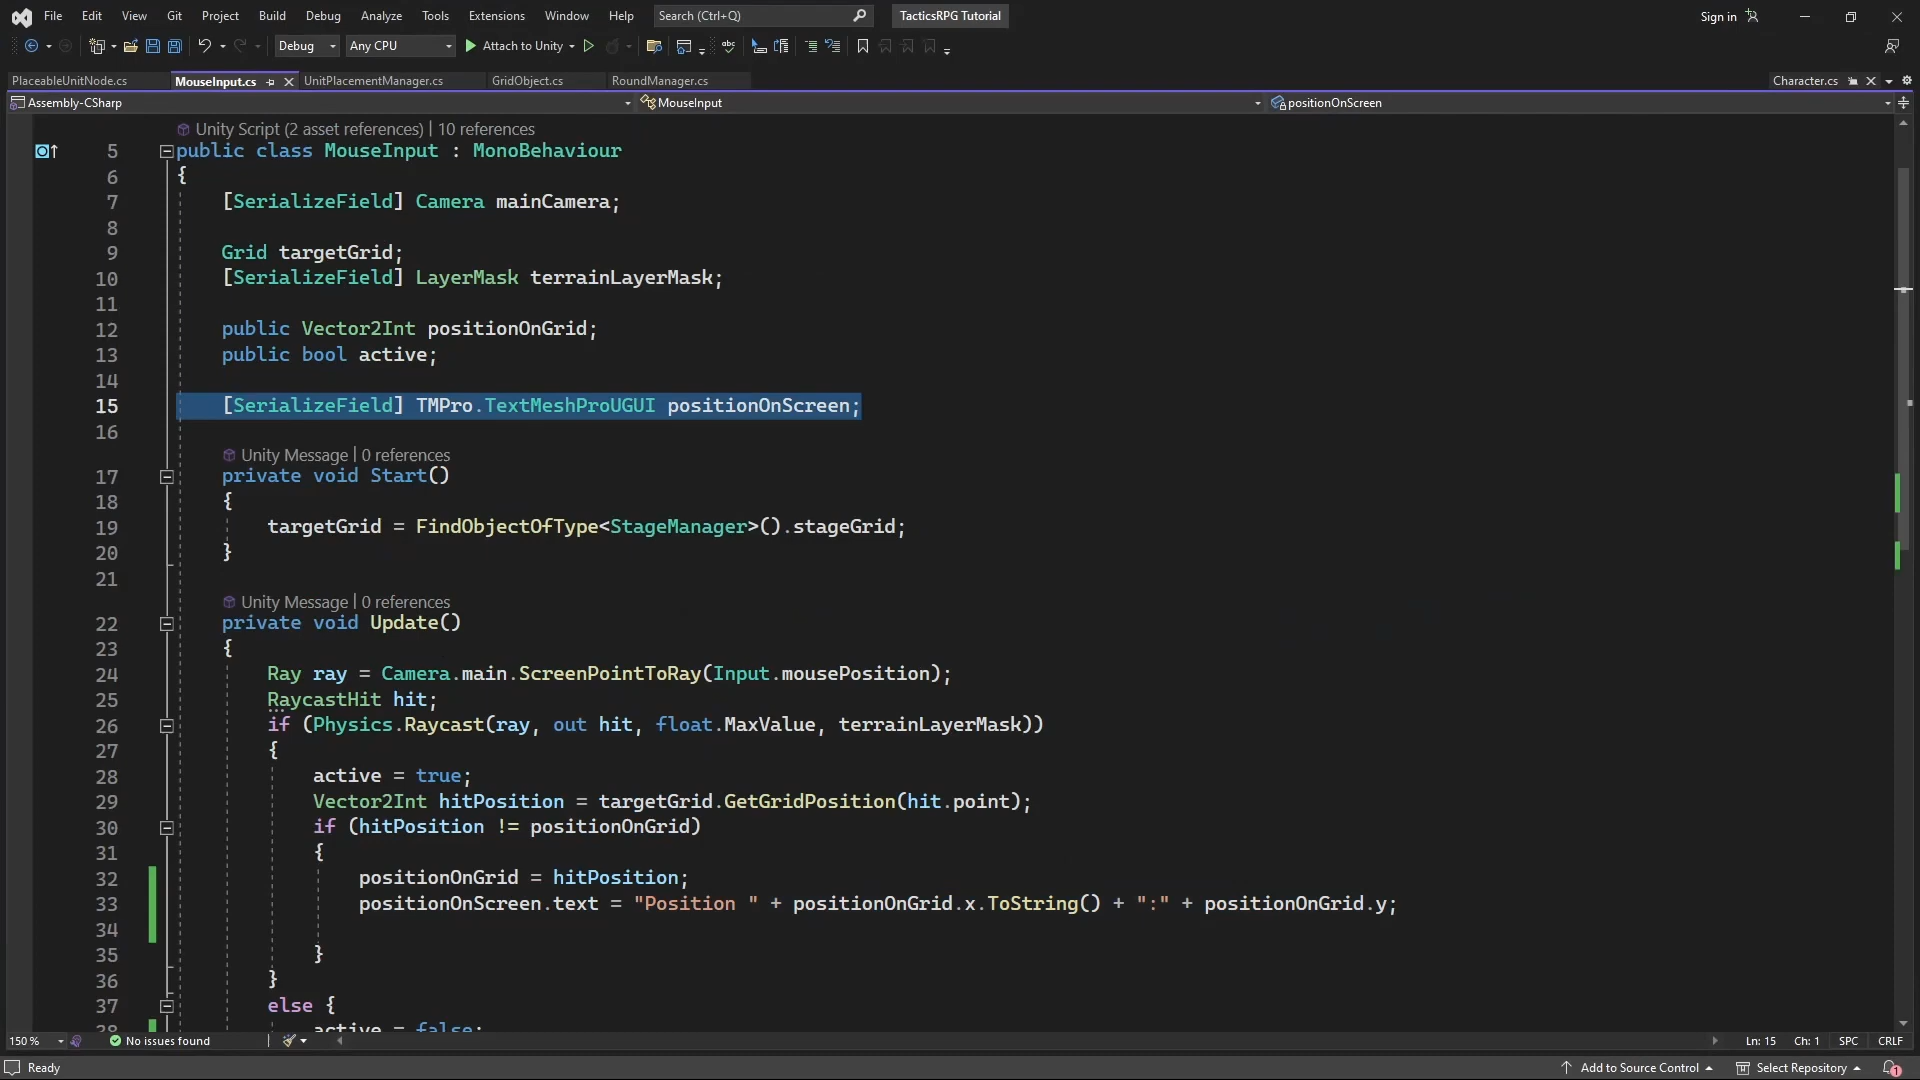 File Edit View Git Project Build Debug Analyze Tools Extensions Window Help Search (Ctrl+Q) TacticsRPG Tutorial Sign in
Debug Any CPU Attach to Unity
PlaceableUnitNode.cs MouseInput.cs UnitPlacementManager.cs GridObject.cs RoundManager.cs Character.cs
Assembly-CSharp MouseInput positionOnScreen
Unity Script (2 asset references) | 10 references
5 public class MouseInput : MonoBehaviour
6 {
7 [SerializeField] Camera mainCamera;
8
9 Grid targetGrid;
10 [SerializeField] LayerMask terrainLayerMask;
11
12 public Vector2Int positionOnGrid;
13 public bool active;
14
15 [SerializeField] TMPro.TextMeshProUGUI positionOnScreen;
16
Unity Message | 0 references
17 private void Start()
18 {
19 targetGrid = FindObjectOfType<StageManager>().stageGrid;
20 }
21
Unity Message | 0 references
22 private void Update()
23 {
24 Ray ray = Camera.main.ScreenPointToRay(Input.mousePosition);
25 RaycastHit hit;
26 if (Physics.Raycast(ray, out hit, float.MaxValue, terrainLayerMask))
27 {
28 active = true;
29 Vector2Int hitPosition = targetGrid.GetGridPosition(hit.point);
30 if (hitPosition != positionOnGrid)
31 {
32 positionOnGrid = hitPosition;
33 positionOnScreen.text = "Position " + positionOnGrid.x.ToString() + ":" + positionOnGrid.y;
34
35 }
36 }
37 else {
38 active = false;
150 % No issues found Ln: 15 Ch: 1 SPC CRLF
Ready Add to Source Control Select Repository 1